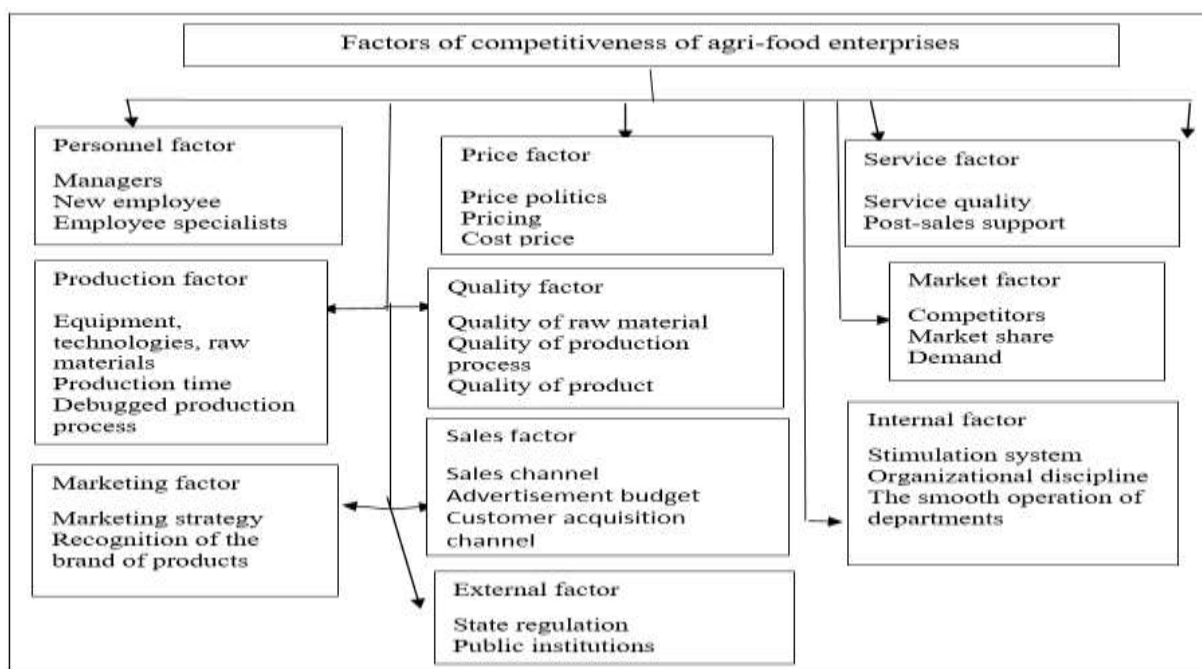 Factors of competitiveness of agri-food enterprises
Personnel factor
Managers
New employee
Employee specialists
Price factor
Price politics
Pricing
Cost price
Service factor
Service quality
Post-sales support
Production factor
Equipment,
technologies, raw
materials
Production time
Debugged production
process
Quality factor
Quality of raw material
Quality of production
process
Quality of product
Market factor
Competitors
Market share
Demand
Marketing factor
Marketing strategy
Recognition of the
brand of products
Sales factor
Sales channel
Advertisement budget
Customer acquisition
channel
Internal factor
Stimulation system
Organizational discipline
The smooth operation of
departments
External factor
State regulation
Public institutions